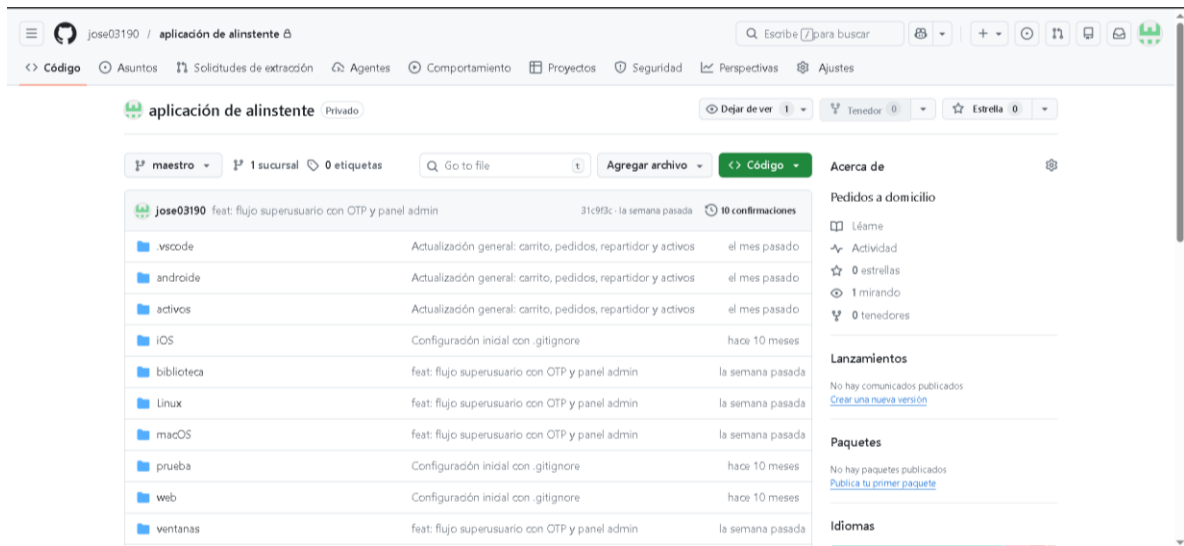 jose03190 / aplicación de alinstente
Escribe / para buscar
Código Asuntos Solicitudes de extracción Agentes Comportamiento Proyectos Seguridad Perspectivas Ajustes
aplicación de alinstente Privado
Dejar de ver 1 Tenedor 0 Estrella 0
maestro 1 sucursal 0 etiquetas Go to file t Agregar archivo Código
jose03190 feat: flujo superusuario con OTP y panel admin 31c9f3c · la semana pasada 10 confirmaciones
.vscode Actualización general: carrito, pedidos, repartidor y activos el mes pasado
androide Actualización general: carrito, pedidos, repartidor y activos el mes pasado
activos Actualización general: carrito, pedidos, repartidor y activos el mes pasado
iOS Configuración inicial con .gitignore hace 10 meses
biblioteca feat: flujo superusuario con OTP y panel admin la semana pasada
Linux feat: flujo superusuario con OTP y panel admin la semana pasada
macOS feat: flujo superusuario con OTP y panel admin la semana pasada
prueba Configuración inicial con .gitignore hace 10 meses
web Configuración inicial con .gitignore hace 10 meses
ventanas feat: flujo superusuario con OTP y panel admin la semana pasada
Acerca de
Pedidos a domicilio
Léame
Actividad
0 estrellas
1 mirando
0 tenedores
Lanzamientos
No hay comunicados publicados
Crear una nueva versión
Paquetes
No hay paquetes publicados
Publica tu primer paquete
Idiomas